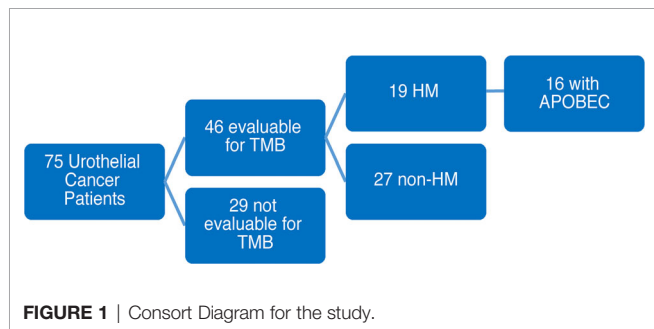 75 Urothelial
Cancer
Patients
46 evaluable
for TMB
29 not
evaluable for
TMB
19 HM
27 non-HM
16 with
APOBEC
FIGURE 1 | Consort Diagram for the study.